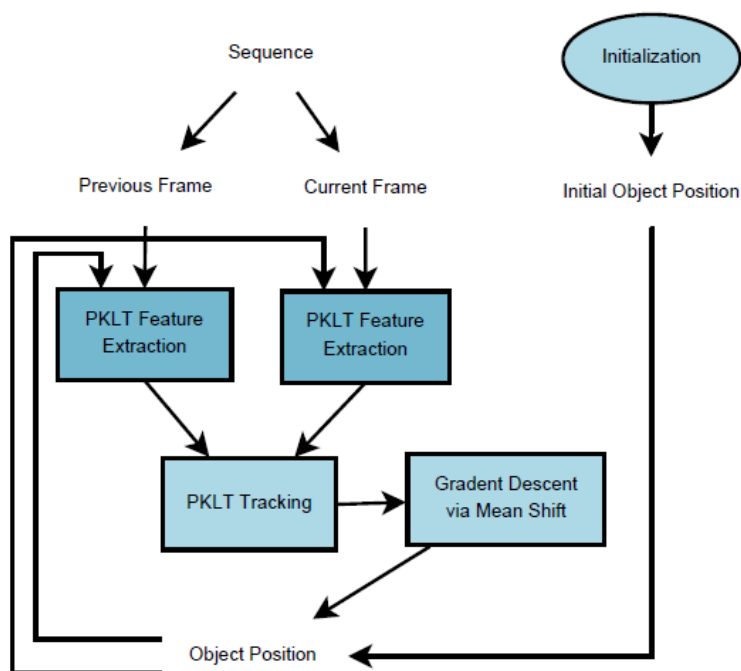 Sequence
Initialization
Previous Frame
Current Frame
Initial Object Position
PKLT Feature
Extraction
PKLT Feature
Extraction
PKLT Tracking
Gradent Descent
via Mean Shift
Object Position